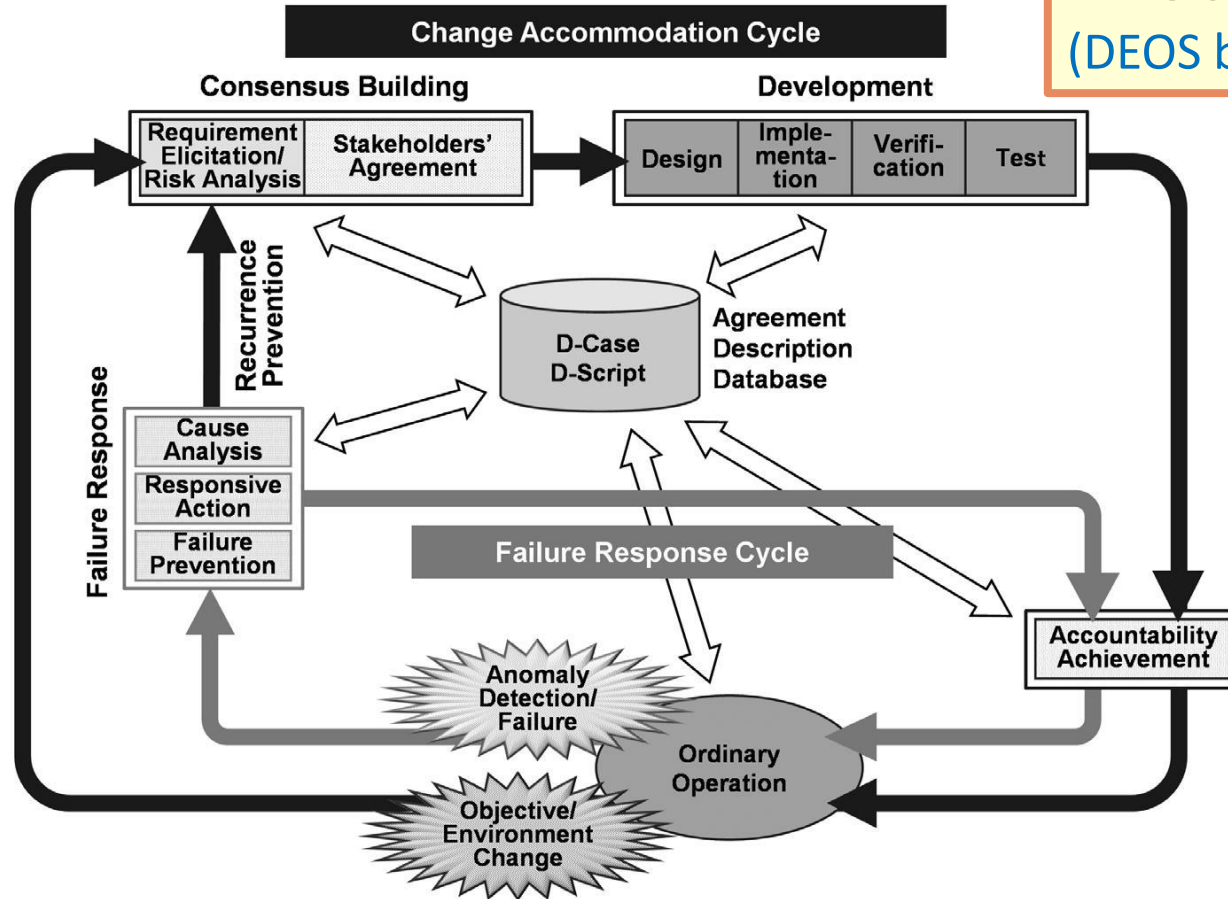 Change Accommodation Cycle
(DEOS b
Consensus Building
Development
Requirement
Elicitation/
Risk Analysis
Stakeholders'
Agreement
Design
Imple-
menta-
tion
Verifi-
cation
Test
Recurrence
Prevention
D-Case
D-Script
Agreement
Description
Database
Failure Response
Cause
Analysis
Responsive
Action
Failure
Prevention
Failure Response Cycle
Accountability
Achievement
Anomaly
Detection/
Failure
Ordinary
Operation
Objective/
Environment
Change